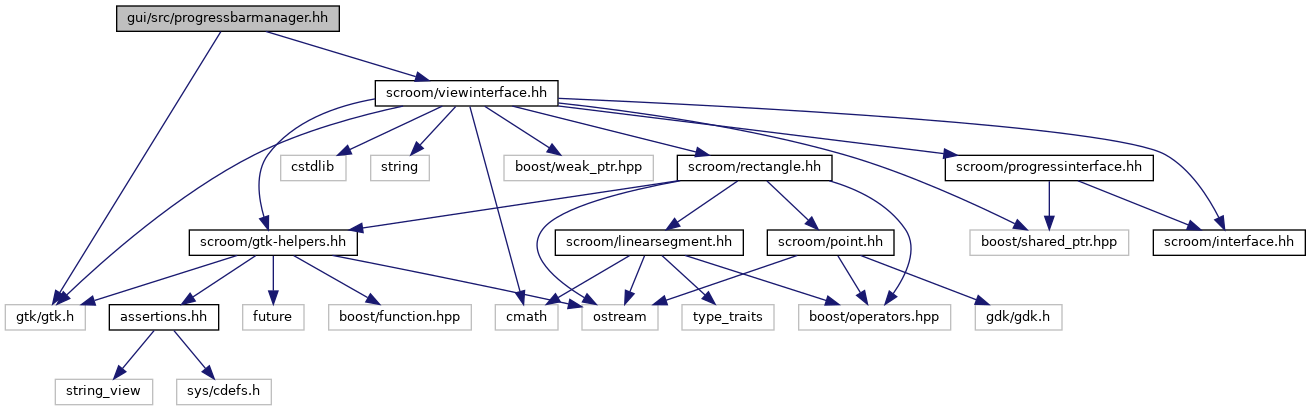 gui/src/progressbarmanager.hh
scroom/viewinterface.hh
cstdlib
string
boost/weak_ptr.hpp
scroom/rectangle.hh
scroom/progressinterface.hh
scroom/gtk-helpers.hh
scroom/linearsegment.hh
scroom/point.hh
boost/shared_ptr.hpp
scroom/interface.hh
gtk/gtk.h
assertions.hh
future
boost/function.hpp
cmath
ostream
type_traits
boost/operators.hpp
gdk/gdk.h
string_view
sys/cdefs.h